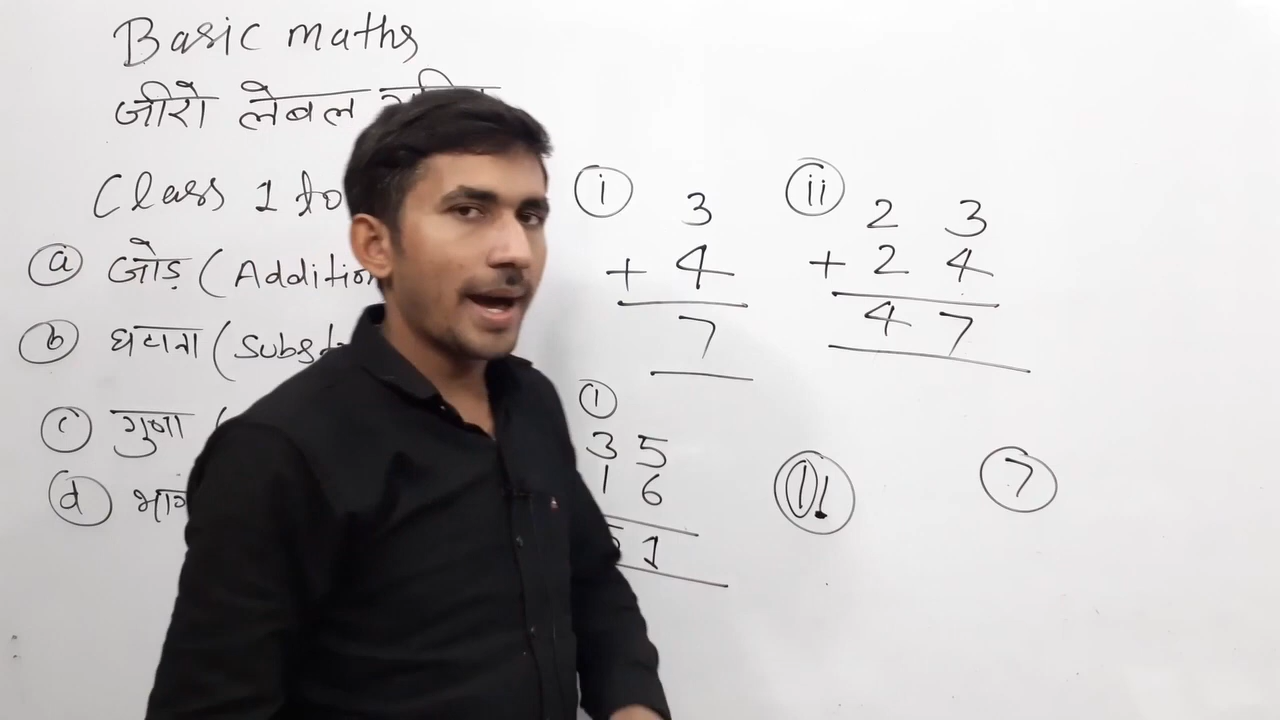 Basic maths
जीरो लेबल
Class 1 to
a जोड़ (Addition
b घटाना (Subst
c गुणा (
d भाग
i
3
+ 4
7
ii
2 3
+ 2 4
4 7
1
3 5
1 6
5 1
11
7